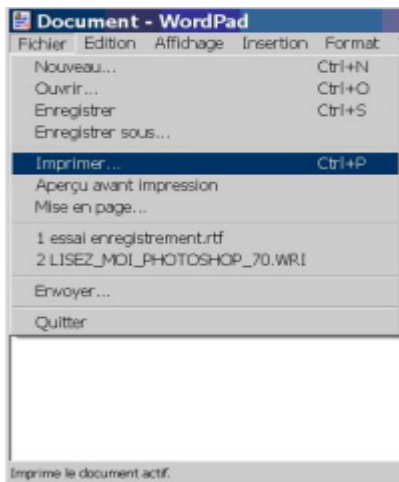 Document - WordPad
Fichier Edition Affichage Insertion Format
Nouveau... Ctrl+N
Ouvrir... Ctrl+O
Enregistrer Ctrl+S
Enregistrer sous...
Imprimer... Ctrl+P
Aperçu avant impression
Mise en page...
1 essai enregistrement.rtf
2 LISEZ_MOI_PHOTOSHOP_70.WRI
Envoyer...
Quitter
Imprime le document actif.